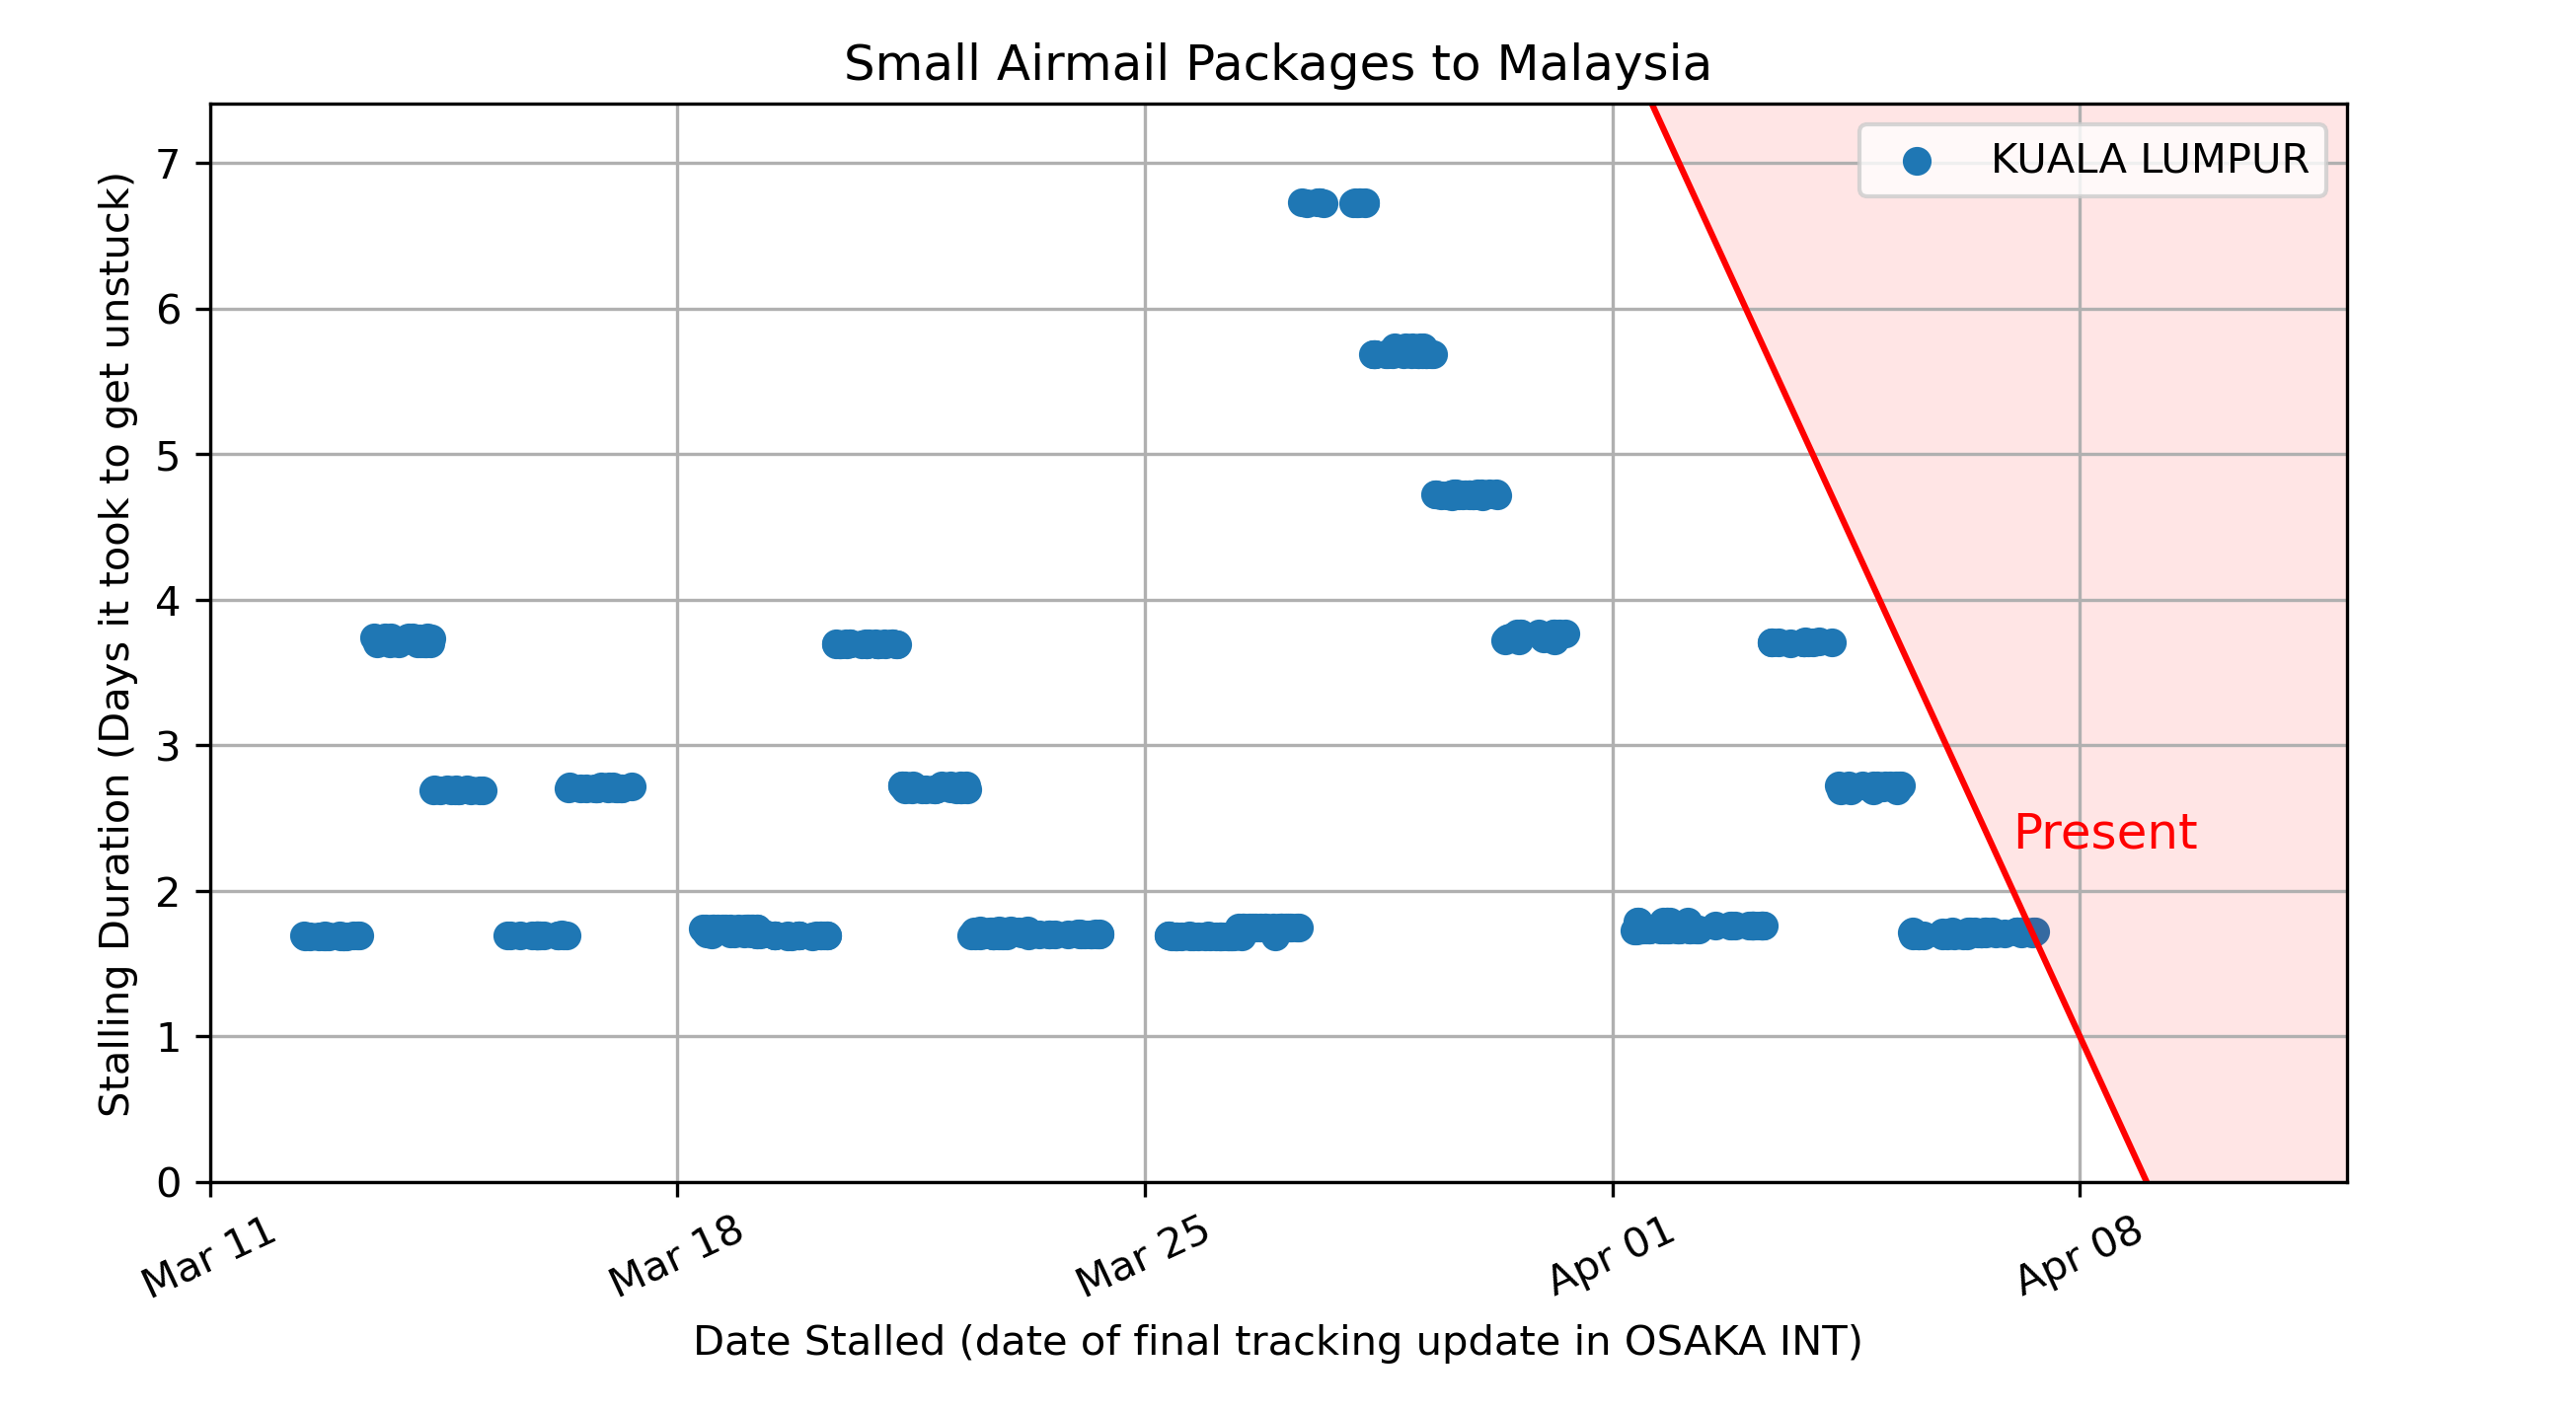 Small Airmail Packages to Malaysia
KUALA LUMPUR
Stalling Duration (Days it took to get unstuck)
7
6
5
4
3
2
1
0
Present
Mar 11
Mar 18
Mar 25
Apr 01
Apr 08
Date Stalled (date of final tracking update in OSAKA INT)